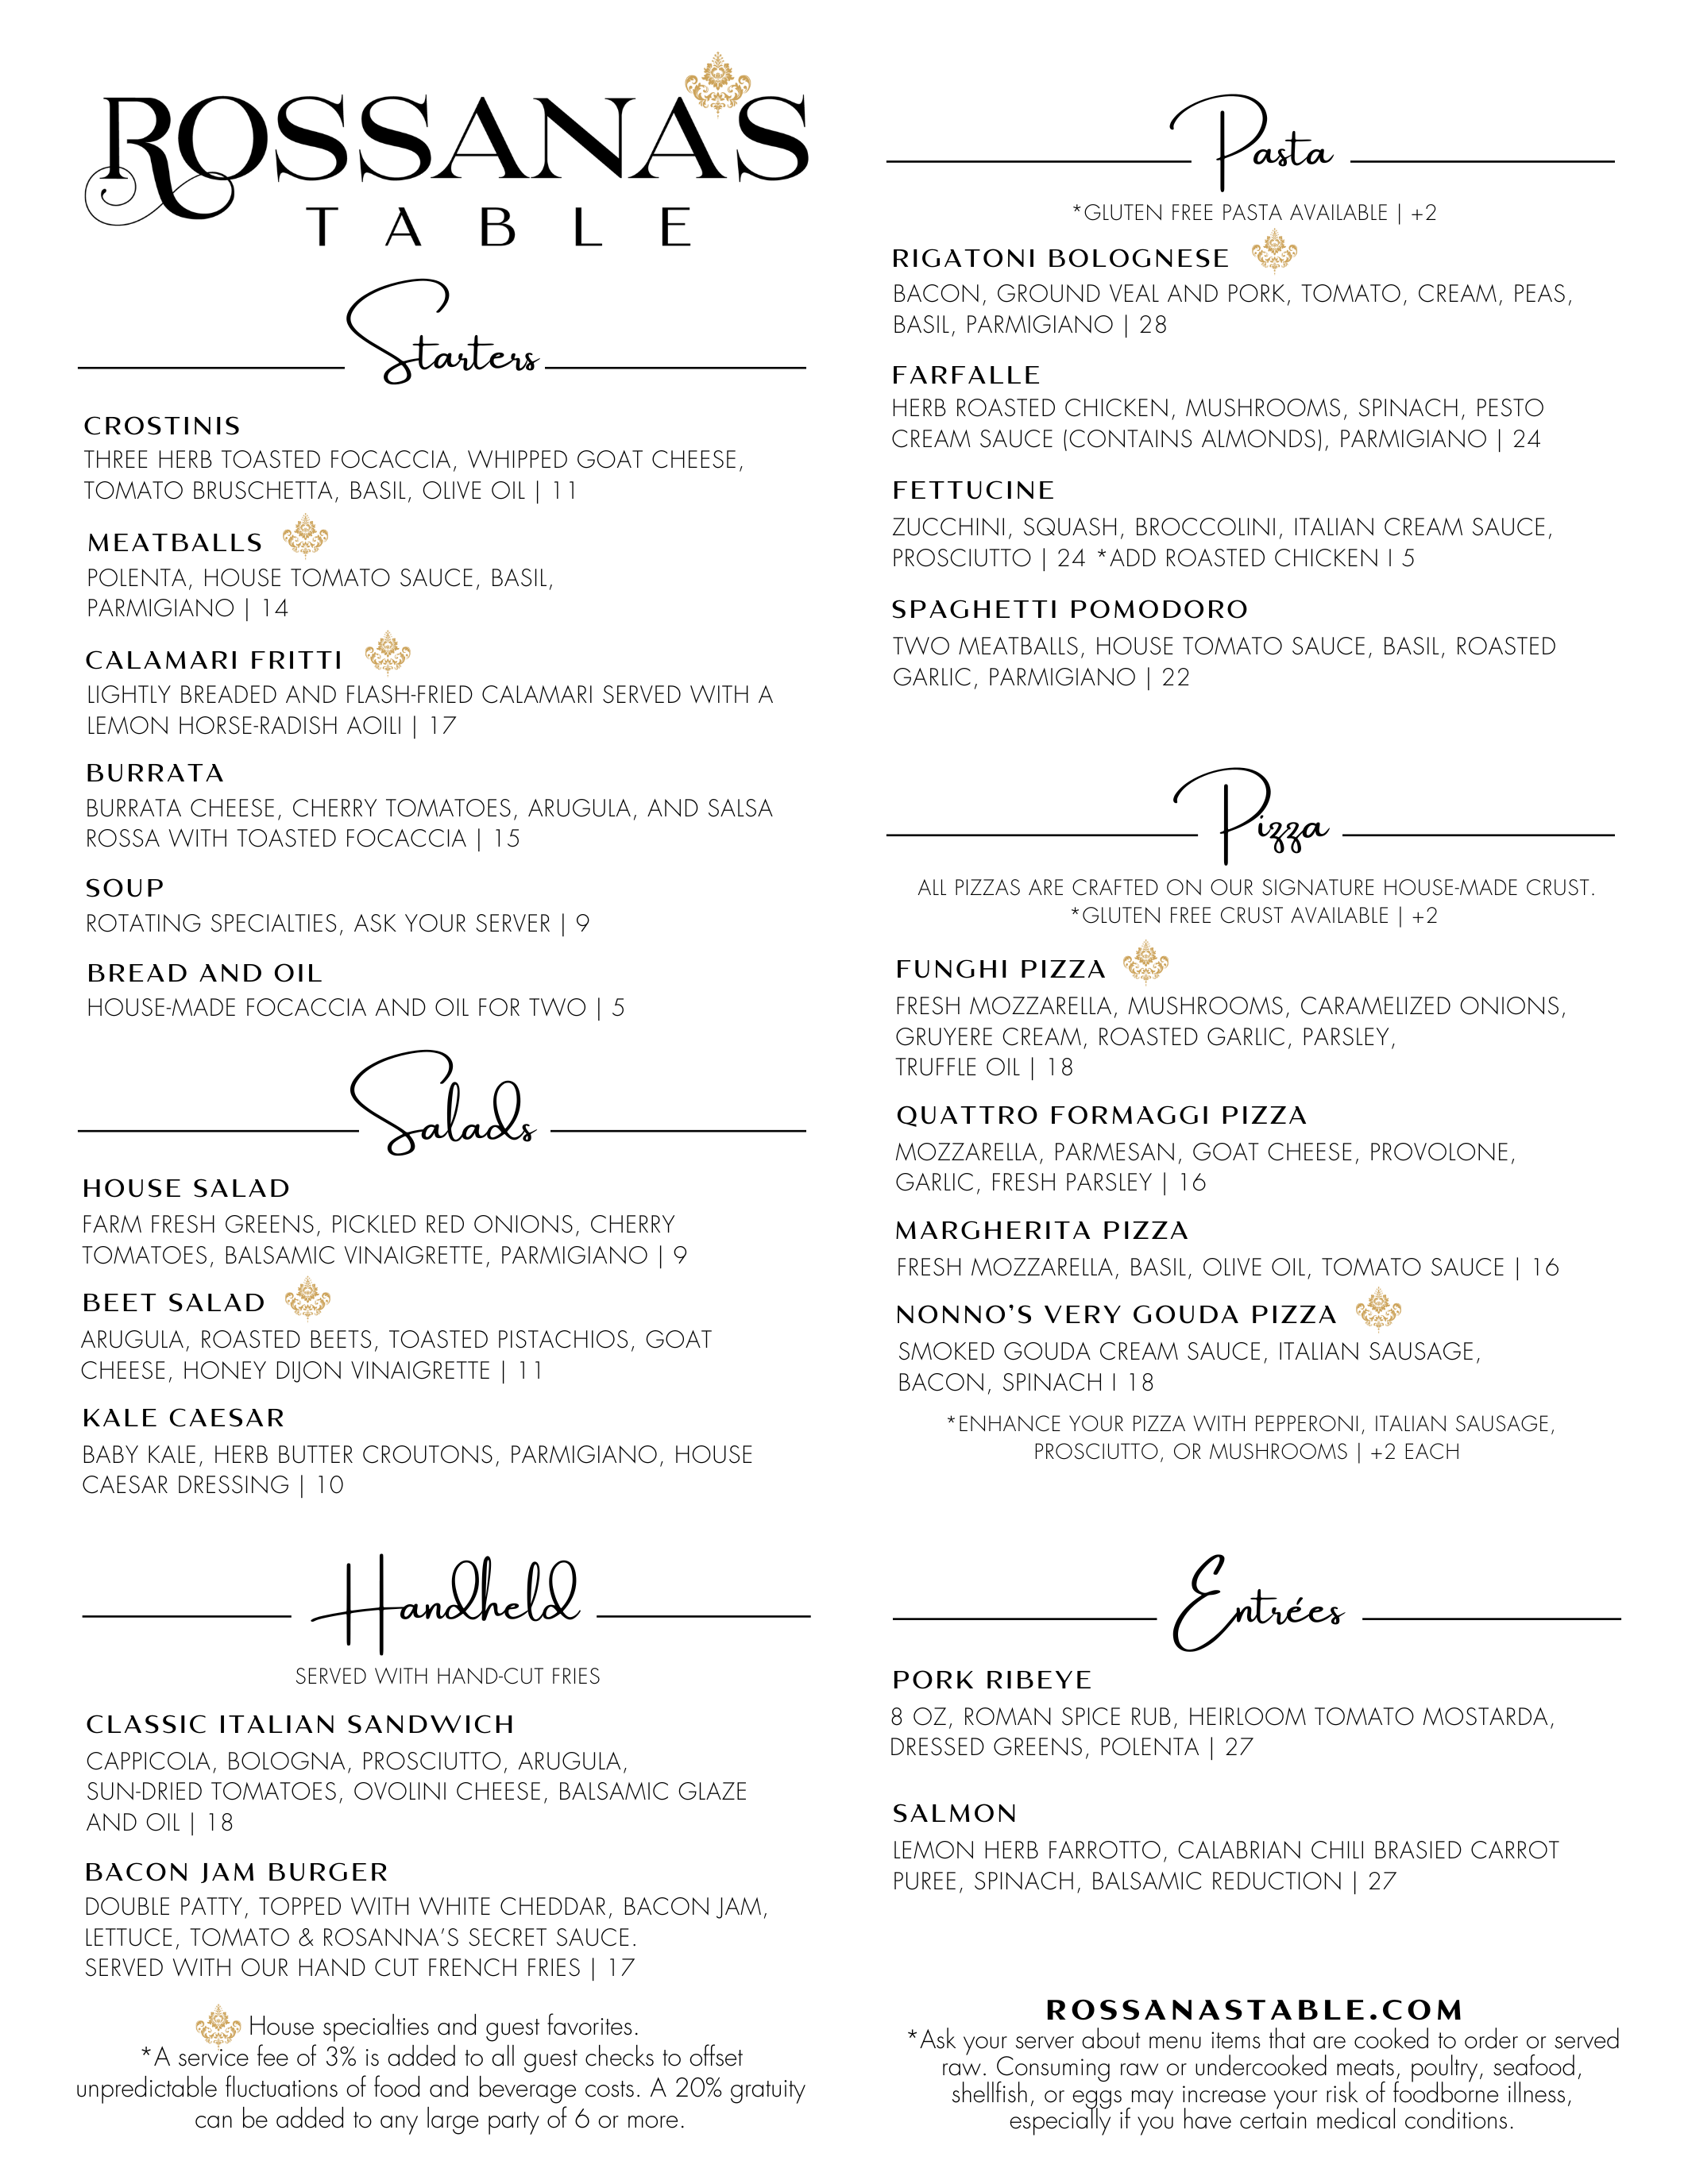 ROSSANA'S
TABLE
Starters
CROSTINIS
THREE HERB TOASTED FOCACCIA, WHIPPED GOAT CHEESE,
TOMATO BRUSCHETTA, BASIL, OLIVE OIL | 11
MEATBALLS
POLENTA, HOUSE TOMATO SAUCE, BASIL,
PARMIGIANO | 14
CALAMARI FRITTI
LIGHTLY BREADED AND FLASH-FRIED CALAMARI SERVED WITH A
LEMON HORSE-RADISH AOILI | 17
BURRATA
BURRATA CHEESE, CHERRY TOMATOES, ARUGULA, AND SALSA
ROSSA WITH TOASTED FOCACCIA | 15
SOUP
ROTATING SPECIALTIES, ASK YOUR SERVER | 9
BREAD AND OIL
HOUSE-MADE FOCACCIA AND OIL FOR TWO | 5
Salads
HOUSE SALAD
FARM FRESH GREENS, PICKLED RED ONIONS, CHERRY
TOMATOES, BALSAMIC VINAIGRETTE, PARMIGIANO | 9
BEET SALAD
ARUGULA, ROASTED BEETS, TOASTED PISTACHIOS, GOAT
CHEESE, HONEY DIJON VINAIGRETTE | 11
KALE CAESAR
BABY KALE, HERB BUTTER CROUTONS, PARMIGIANO, HOUSE
CAESAR DRESSING | 10
Handheld
SERVED WITH HAND-CUT FRIES
CLASSIC ITALIAN SANDWICH
CAPPICOLA, BOLOGNA, PROSCIUTTO, ARUGULA,
SUN-DRIED TOMATOES, OVOLINI CHEESE, BALSAMIC GLAZE
AND OIL | 18
BACON JAM BURGER
DOUBLE PATTY, TOPPED WITH WHITE CHEDDAR, BACON JAM,
LETTUCE, TOMATO & ROSANNA'S SECRET SAUCE.
SERVED WITH OUR HAND CUT FRENCH FRIES | 17
House specialties and guest favorites.
*A service fee of 3% is added to all guest checks to offset
unpredictable fluctuations of food and beverage costs. A 20% gratuity
can be added to any large party of 6 or more.
Pasta
*GLUTEN FREE PASTA AVAILABLE | +2
RIGATONI BOLOGNESE
BACON, GROUND VEAL AND PORK, TOMATO, CREAM, PEAS,
BASIL, PARMIGIANO | 28
FARFALLE
HERB ROASTED CHICKEN, MUSHROOMS, SPINACH, PESTO
CREAM SAUCE (CONTAINS ALMONDS), PARMIGIANO | 24
FETTUCINE
ZUCCHINI, SQUASH, BROCCOLINI, ITALIAN CREAM SAUCE,
PROSCIUTTO | 24 *ADD ROASTED CHICKEN I 5
SPAGHETTI POMODORO
TWO MEATBALLS, HOUSE TOMATO SAUCE, BASIL, ROASTED
GARLIC, PARMIGIANO | 22
Pizza
ALL PIZZAS ARE CRAFTED ON OUR SIGNATURE HOUSE-MADE CRUST.
*GLUTEN FREE CRUST AVAILABLE | +2
FUNGHI PIZZA
FRESH MOZZARELLA, MUSHROOMS, CARAMELIZED ONIONS,
GRUYERE CREAM, ROASTED GARLIC, PARSLEY,
TRUFFLE OIL | 18
QUATTRO FORMAGGI PIZZA
MOZZARELLA, PARMESAN, GOAT CHEESE, PROVOLONE,
GARLIC, FRESH PARSLEY | 16
MARGHERITA PIZZA
FRESH MOZZARELLA, BASIL, OLIVE OIL, TOMATO SAUCE | 16
NONNO'S VERY GOUDA PIZZA
SMOKED GOUDA CREAM SAUCE, ITALIAN SAUSAGE,
BACON, SPINACH I 18
*ENHANCE YOUR PIZZA WITH PEPPERONI, ITALIAN SAUSAGE,
PROSCIUTTO, OR MUSHROOMS | +2 EACH
Entrées
PORK RIBEYE
8 OZ, ROMAN SPICE RUB, HEIRLOOM TOMATO MOSTARDA,
DRESSED GREENS, POLENTA | 27
SALMON
LEMON HERB FARROTTO, CALABRIAN CHILI BRASIED CARROT
PUREE, SPINACH, BALSAMIC REDUCTION | 27
ROSSANASTABLE.COM
*Ask your server about menu items that are cooked to order or served
raw. Consuming raw or undercooked meats, poultry, seafood,
shellfish, or eggs may increase your risk of foodborne illness,
especially if you have certain medical conditions.